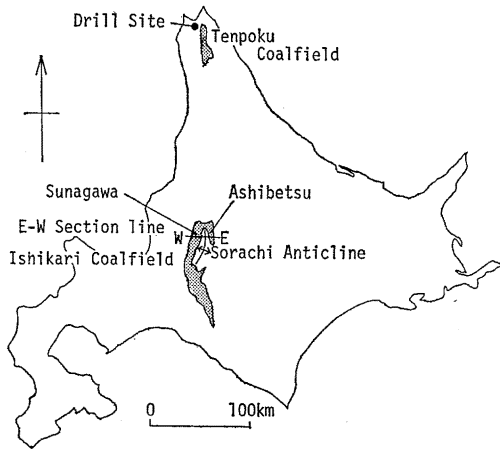 Drill Site
Tenpoku
Coalfield
Sunagawa
Ashibetsu
E-W Section line
W E
Sorachi Anticline
Ishikari Coalfield
0 100km